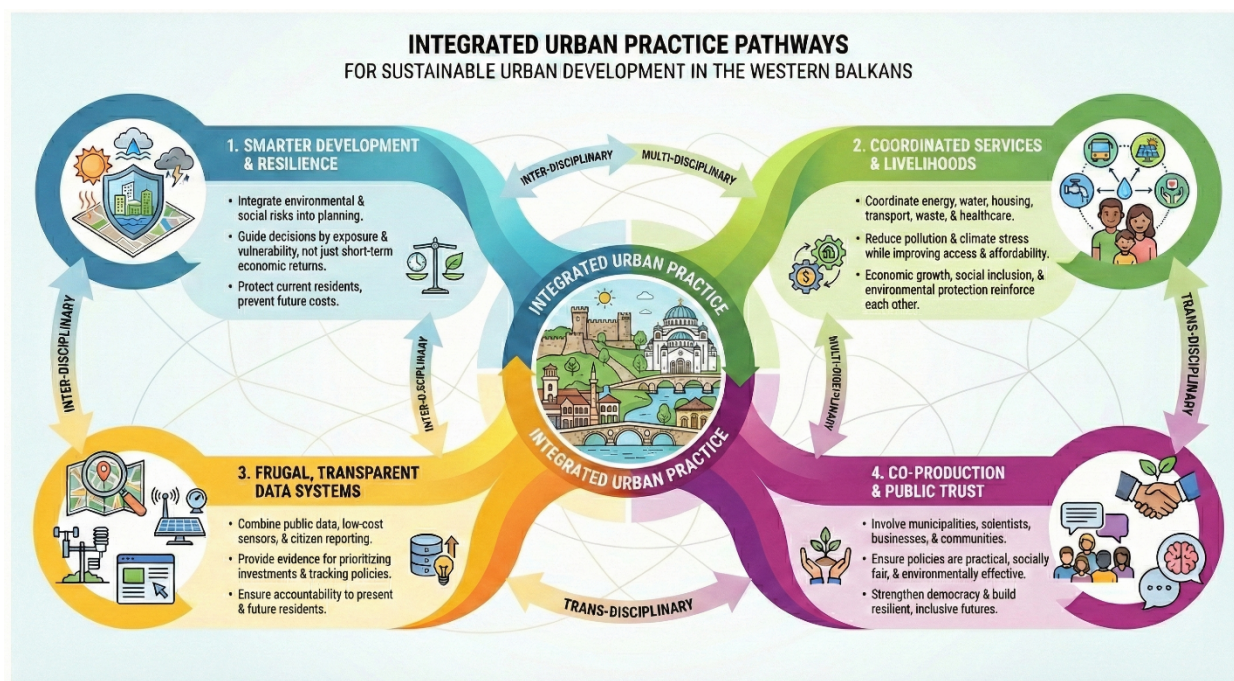 INTEGRATED URBAN PRACTICE PATHWAYS
FOR SUSTAINABLE URBAN DEVELOPMENT IN THE WESTERN BALKANS
1. SMARTER DEVELOPMENT
& RESILIENCE
• Integrate environmental &
social risks into planning.
• Guide decisions by exposure &
vulnerability, not just short-term
economic returns.
• Protect current residents,
prevent future costs.
INTER-DISCIPLINARY
MULTI-DISCIPLINARY
2. COORDINATED SERVICES
& LIVELIHOODS
• Coordinate energy, water, housing,
transport, waste, & healthcare.
• Reduce pollution & climate stress
while improving access & affordability.
• Economic growth, social inclusion, &
environmental protection reinforce
each other.
INTEGRATED URBAN PRACTICE
INTEGRATED URBAN PRACTICE
INTER-DISCIPLINARY
TRANS-DISCIPLINARY
3. FRUGAL, TRANSPARENT
DATA SYSTEMS
• Combine public data, low-cost
sensors, & citizen reporting.
• Provide evidence for prioritizing
investments & tracking policies.
• Ensure accountability to present
& future residents.
TRANS-DISCIPLINARY
4. CO-PRODUCTION
& PUBLIC TRUST
• Involve municipalities, solentists,
businesses, & communities.
• Ensure policies are practical, socially
fair, & environmentally effective.
• Strengthen democracy & build
resilient, inclusive futures.